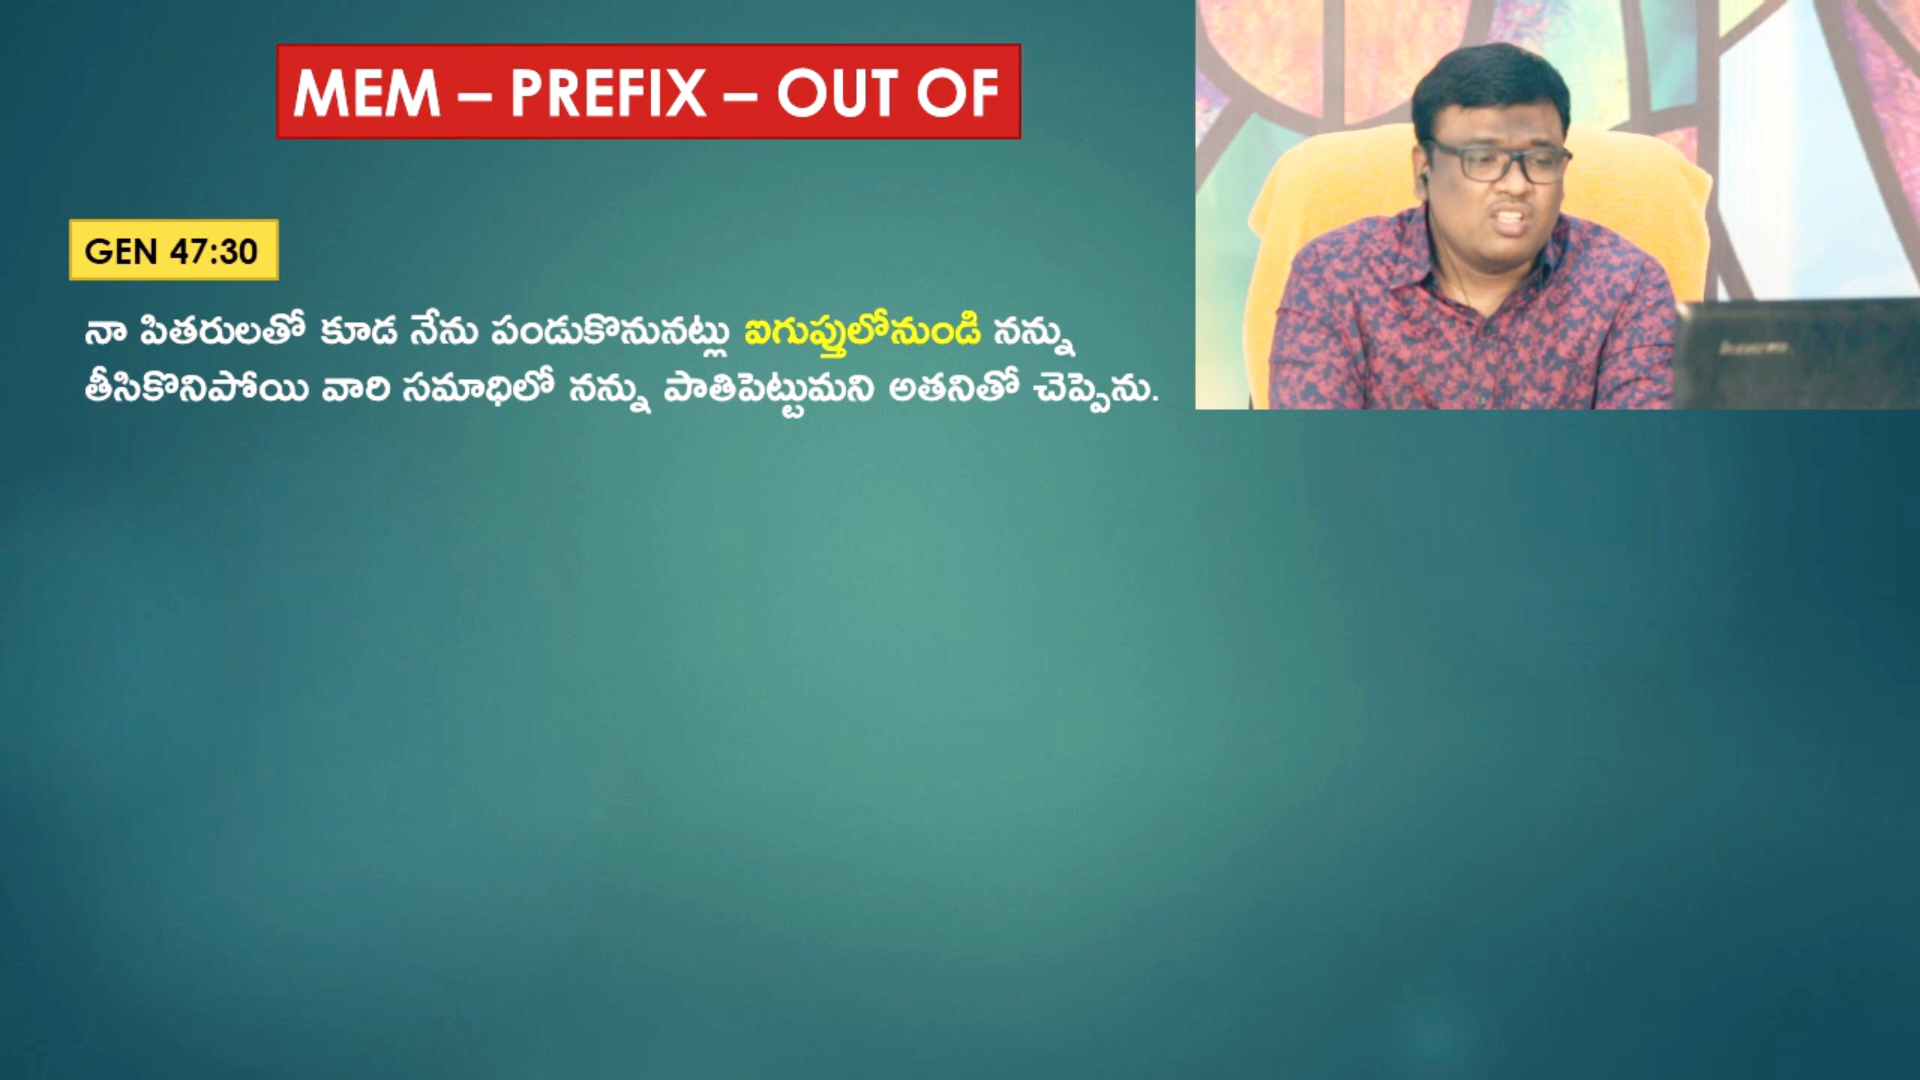 MEM – PREFIX – OUT OF
GEN 47:30
నా పితరులతో కూడ నేను పండుకొనునట్లు ఐగుప్తులోనుండి నన్ను
తీసికొనిపోయి వారి సమాధిలో నన్ను పాతిపెట్టుమని అతనితో చెప్పెను.